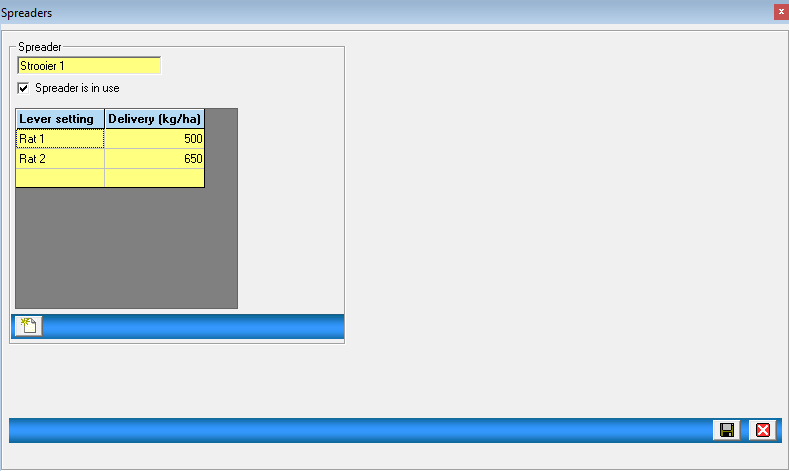 Spreaders
Spreader
Strooier 1
Spreader is in use
Lever setting Delivery (kg/ha)
Rat 1 500
Rat 2 650